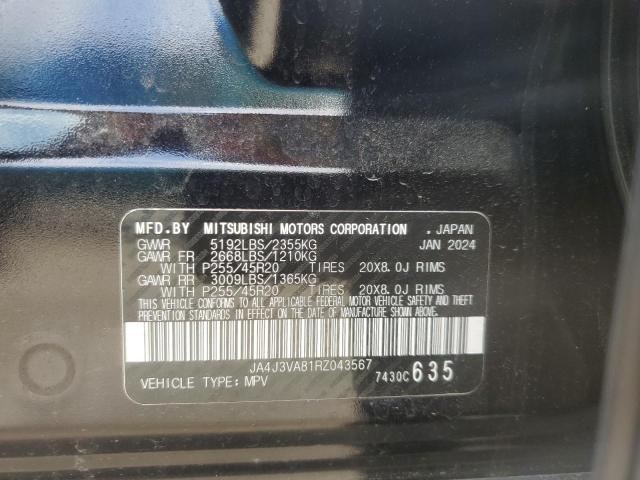 MFD.BY MITSUBISHI MOTORS CORPORATION . JAPAN
GVWR 5192LBS/2355KG JAN 2024
GAWR FR 2668LBS/1210KG
WITH P255/45R20 TIRES 20X8.0J RIMS
GAWR RR 3009LBS/1365KG
WITH P255/45R20 TIRES 20X8.0J RIMS
THIS VEHICLE CONFORMS TO ALL APPLICABLE FEDERAL MOTOR VEHICLE SAFETY AND THEFT
PREVENTION STANDARDS IN EFFECT ON THE DATE OF MANUFACTURE SHOWN ABOVE.
JA4J3VA81RZ043567
VEHICLE TYPE: MPV 7430C 635